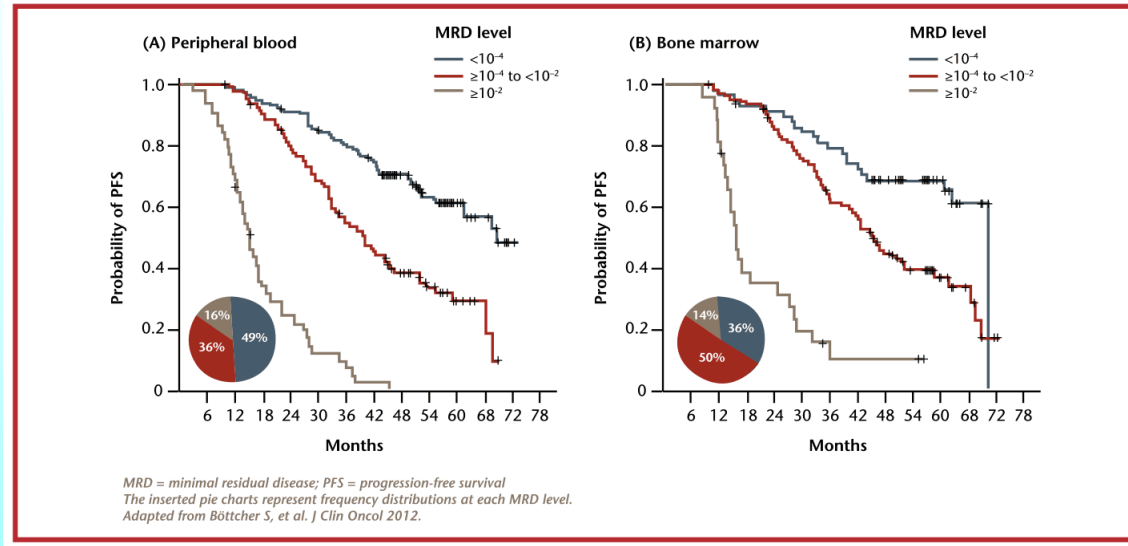 (A) Peripheral blood
MRD level
<10⁻⁴
≥10⁻⁴ to <10⁻²
≥10⁻²
Probability of PFS
1.0
0.8
0.6
0.4
0.2
0
16%
49%
36%
6 12 18 24 30 36 42 48 54 60 68 72 78
Months
(B) Bone marrow
MRD level
<10⁻⁴
≥10⁻⁴ to <10⁻²
≥10⁻²
Probability of PFS
1.0
0.8
0.6
0.4
0.2
0
14%
36%
50%
6 12 18 24 30 36 42 48 54 60 68 72 78
Months
MRD = minimal residual disease; PFS = progression-free survival
The inserted pie charts represent frequency distributions at each MRD level.
Adapted from Böttcher S, et al. J Clin Oncol 2012.